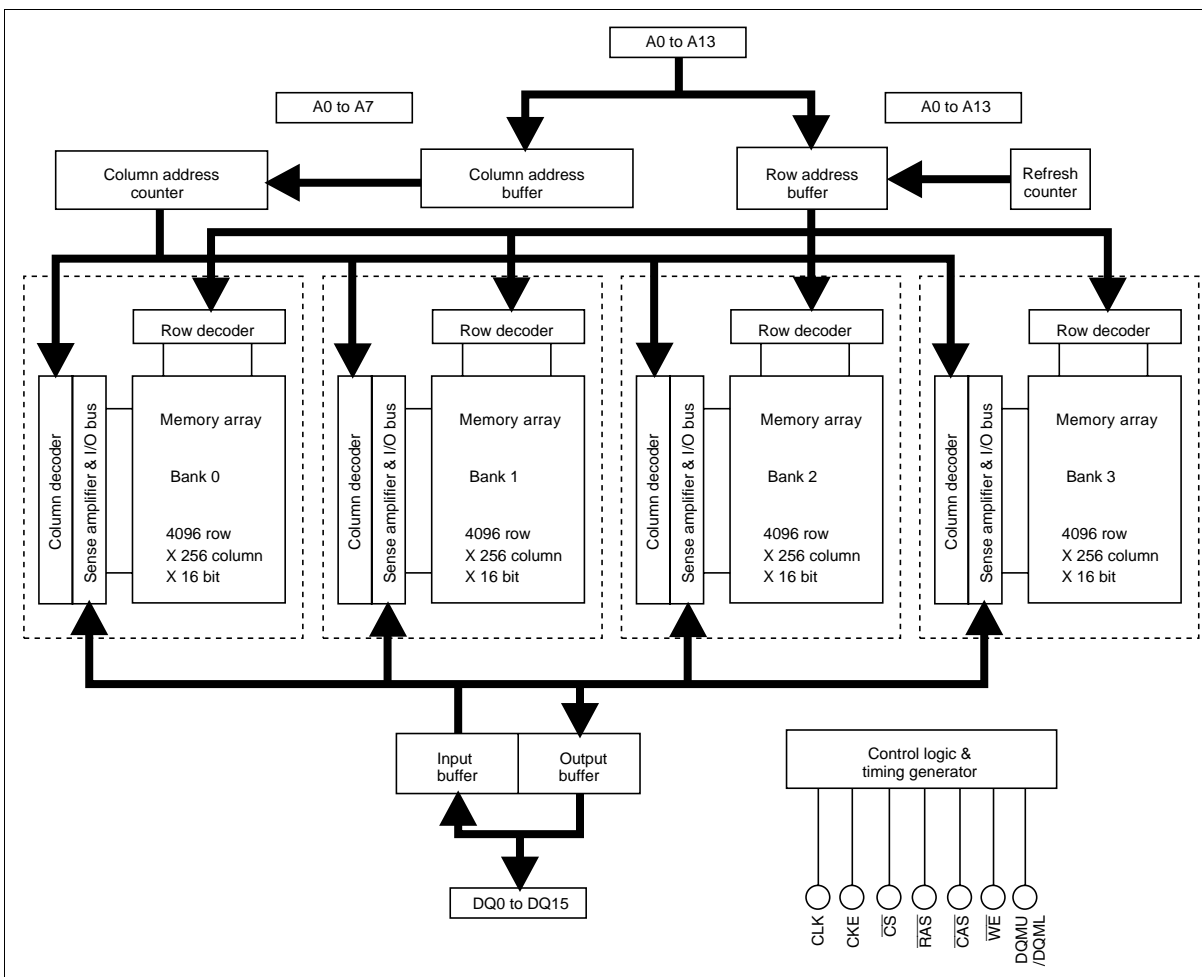 A0 to A13
A0 to A7
A0 to A13
Column address
counter
Column address
buffer
Row address
buffer
Refresh
counter
Row decoder
Row decoder
Row decoder
Row decoder
Column decoder
Sense amplifier & I/O bus
Memory array
Bank 0
4096 row
X 256 column
X 16 bit
Column decoder
Sense amplifier & I/O bus
Memory array
Bank 1
4096 row
X 256 column
X 16 bit
Column decoder
Sense amplifier & I/O bus
Memory array
Bank 2
4096 row
X 256 column
X 16 bit
Column decoder
Sense amplifier & I/O bus
Memory array
Bank 3
4096 row
X 256 column
X 16 bit
Input
buffer
Output
buffer
DQ0 to DQ15
Control logic &
timing generator
CLK
CKE
C̅S̅
R̅A̅S̅
C̅A̅S̅
W̅E̅
DQMU
/DQML